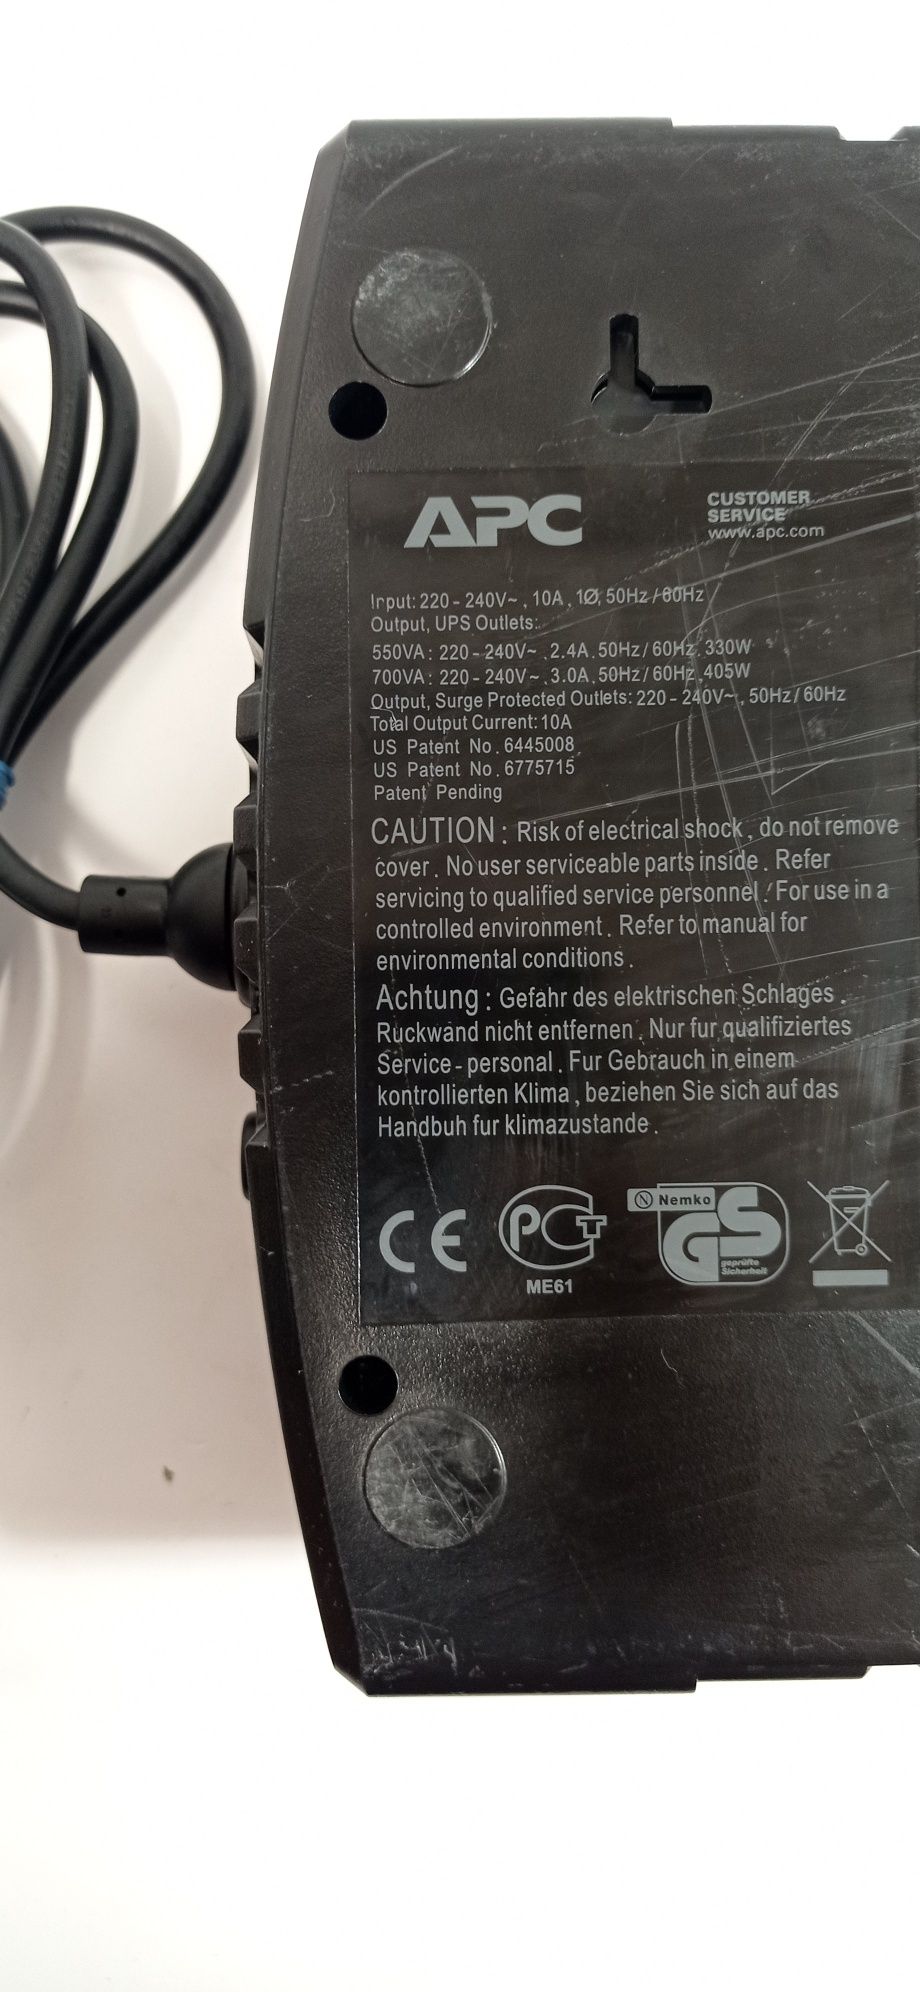 APC
CUSTOMER
SERVICE
www.apc.com
Input: 220 - 240V~ , 10A , 1Ø, 50Hz / 60Hz
Output, UPS Outlets:
550VA : 220 - 240V~ , 2.4A, 50Hz / 60Hz, 330W
700VA : 220 - 240V~ , 3.0A, 50Hz / 60Hz, 405W
Output, Surge Protected Outlets: 220 - 240V~, 50Hz / 60Hz
Total Output Current: 10A
US Patent No. 6445008
US Patent No. 6775715
Patent Pending
CAUTION : Risk of electrical shock , do not remove
cover . No user serviceable parts inside . Refer
servicing to qualified service personnel . For use in a
controlled environment . Refer to manual for
environmental conditions .
Achtung : Gefahr des elektrischen Schlages .
Ruckwand nicht entfernen . Nur fur qualifiziertes
Service - personal . Fur Gebrauch in einem
kontrollierten Klima , beziehen Sie sich auf das
Handbuh fur klimazustande .
CE PCT N Nemko GS
geprüfte
Sicherheit
ME61